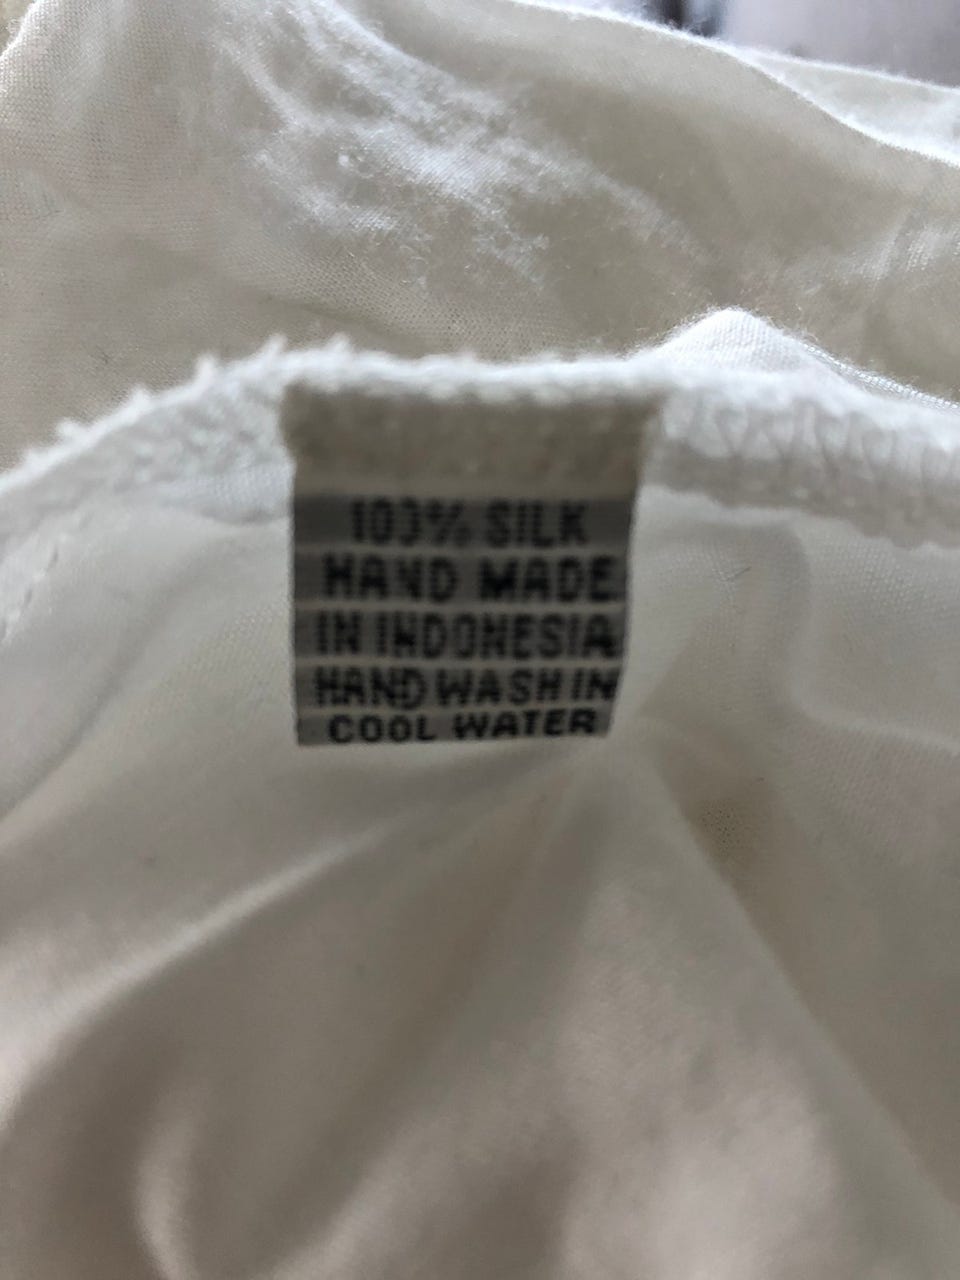 100% SILK
HAND MADE
IN INDONESIA
HAND WASH IN
COOL WATER